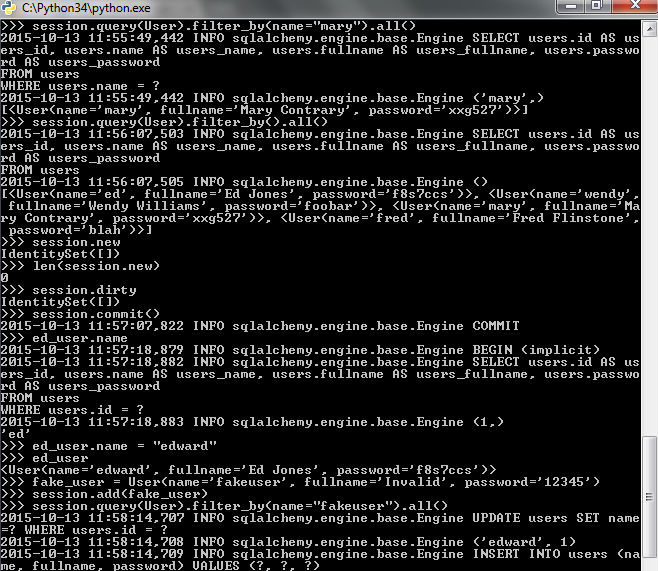 C:\Python34\python.exe
>>> session.query(User).filter_by(name="mary").all()
2015-10-13 11:55:49,442 INFO sqlalchemy.engine.base.Engine SELECT users.id AS us
ers_id, users.name AS users_name, users.fullname AS users_fullname, users.passwo
rd AS users_password
FROM users
WHERE users.name = ?
2015-10-13 11:55:49,442 INFO sqlalchemy.engine.base.Engine ('mary',)
[<User(name='mary', fullname='Mary Contrary', password='xxg527')>]
>>> session.query(User).filter_by().all()
2015-10-13 11:56:07,503 INFO sqlalchemy.engine.base.Engine SELECT users.id AS us
ers_id, users.name AS users_name, users.fullname AS users_fullname, users.passwo
rd AS users_password
FROM users
2015-10-13 11:56:07,505 INFO sqlalchemy.engine.base.Engine ()
[<User(name='ed', fullname='Ed Jones', password='f8s7ccs')>, <User(name='wendy',
 fullname='Wendy Williams', password='foobar')>, <User(name='mary', fullname='Ma
ry Contrary', password='xxg527')>, <User(name='fred', fullname='Fred Flinstone',
 password='blah')>]
>>> session.new
IdentitySet([])
>>> len(session.new)
0
>>> session.dirty
IdentitySet([])
>>> session.commit()
2015-10-13 11:57:07,822 INFO sqlalchemy.engine.base.Engine COMMIT
>>> ed_user.name
2015-10-13 11:57:18,879 INFO sqlalchemy.engine.base.Engine BEGIN (implicit)
2015-10-13 11:57:18,882 INFO sqlalchemy.engine.base.Engine SELECT users.id AS us
ers_id, users.name AS users_name, users.fullname AS users_fullname, users.passwo
rd AS users_password
FROM users
WHERE users.id = ?
2015-10-13 11:57:18,883 INFO sqlalchemy.engine.base.Engine (1,)
'ed'
>>> ed_user.name = "edward"
>>> ed_user
<User(name='edward', fullname='Ed Jones', password='f8s7ccs')>
>>> fake_user = User(name='fakeuser', fullname='Invalid', password='12345')
>>> session.add(fake_user)
>>> session.query(User).filter_by(name="fakeuser").all()
2015-10-13 11:58:14,707 INFO sqlalchemy.engine.base.Engine UPDATE users SET name
=? WHERE users.id = ?
2015-10-13 11:58:14,708 INFO sqlalchemy.engine.base.Engine ('edward', 1)
2015-10-13 11:58:14,709 INFO sqlalchemy.engine.base.Engine INSERT INTO users (na
me, fullname, password) VALUES (?, ?, ?)